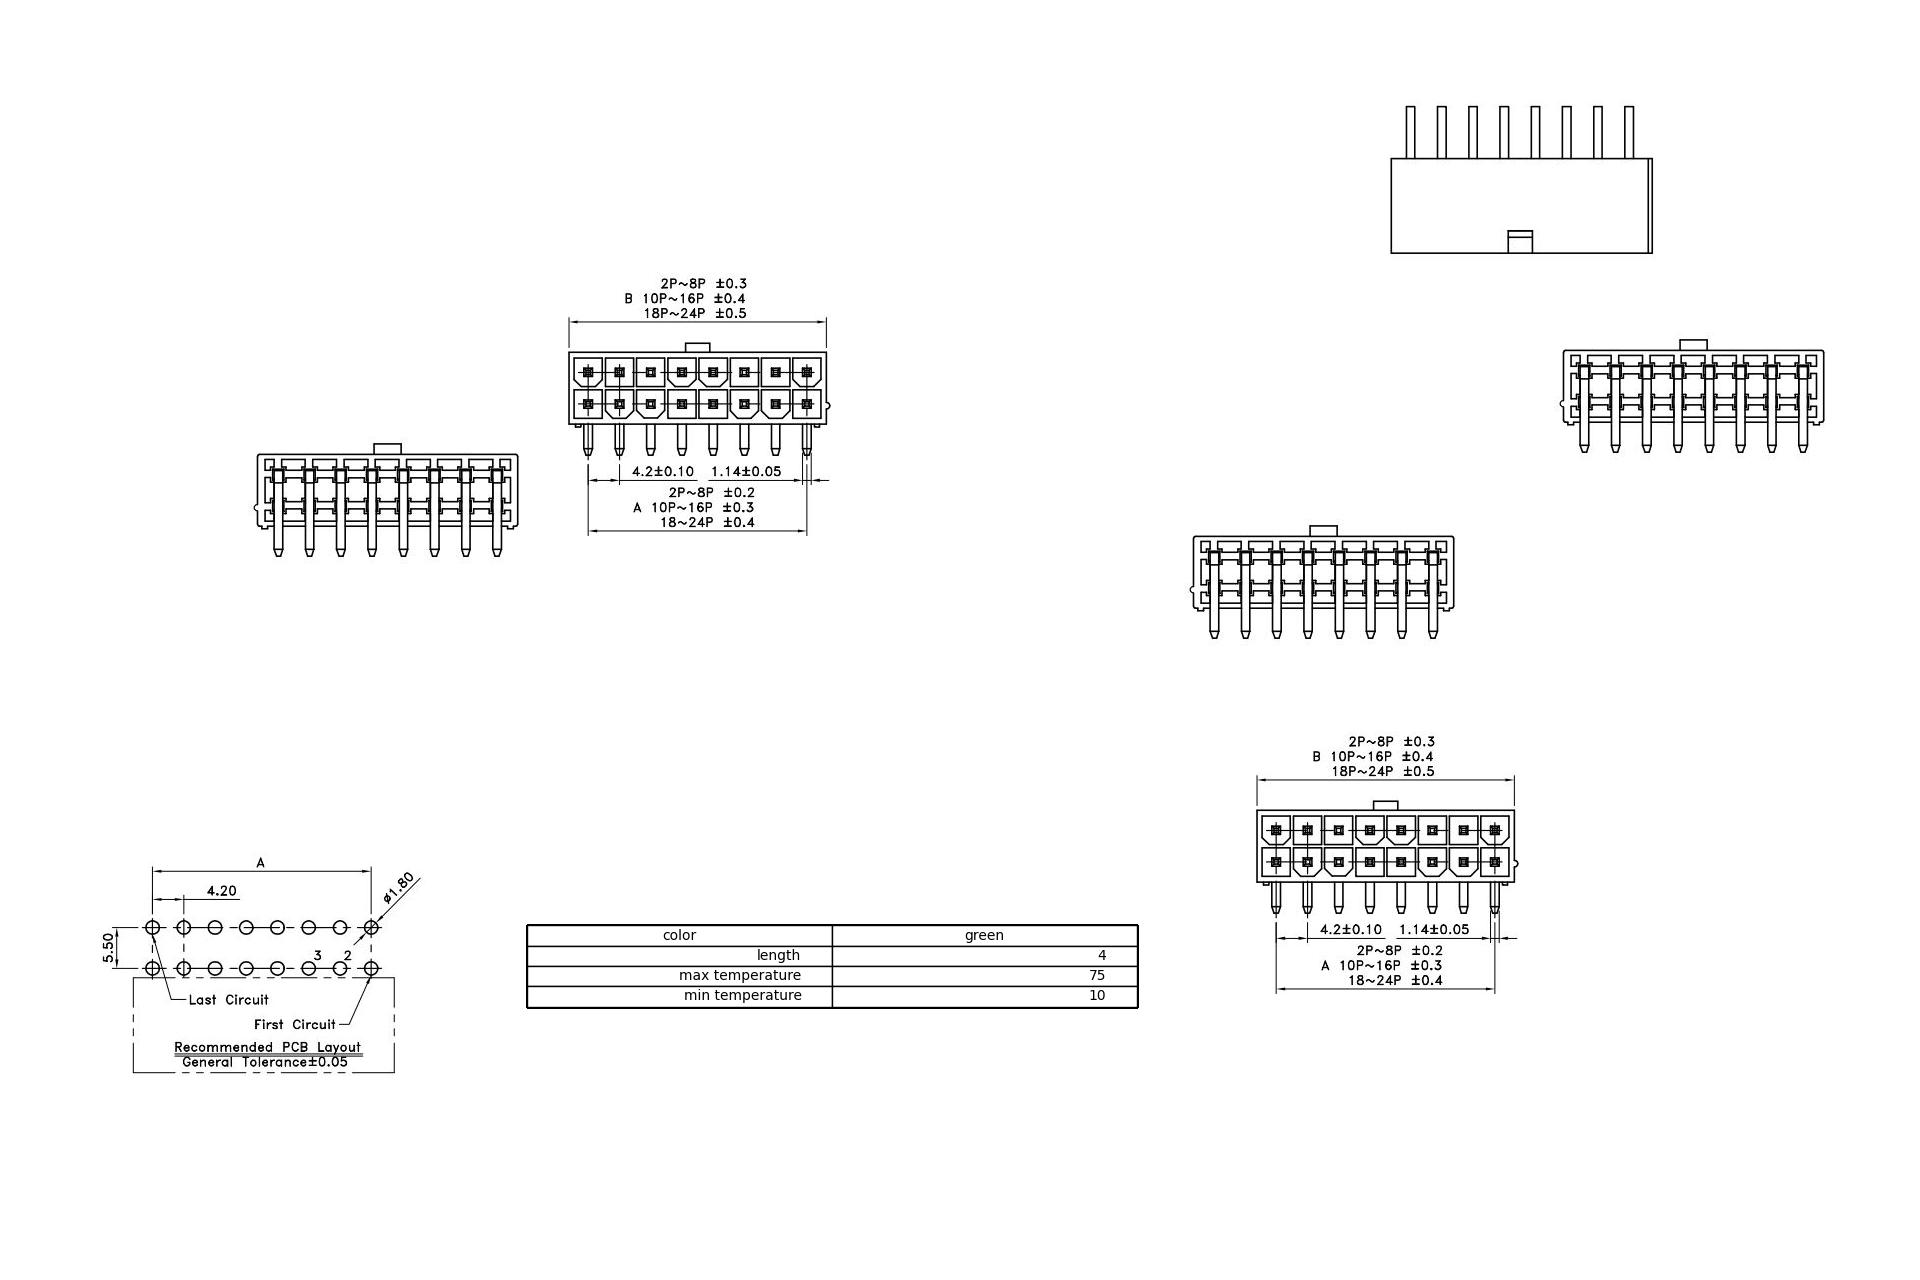 2P~8P ±0.3
B 10P~16P ±0.4
18P~24P ±0.5
4.2±0.10 1.14±0.05
2P~8P ±0.2
A 10P~16P ±0.3
18~24P ±0.4
2P~8P ±0.3
B 10P~16P ±0.4
18P~24P ±0.5
4.2±0.10 1.14±0.05
2P~8P ±0.2
A 10P~16P ±0.3
18~24P ±0.4
A
4.20
ø1.80
5.50
3 2
Last Circuit
First Circuit
Recommended PCB Layout
General Tolerance±0.05
color green
length 4
max temperature 75
min temperature 10